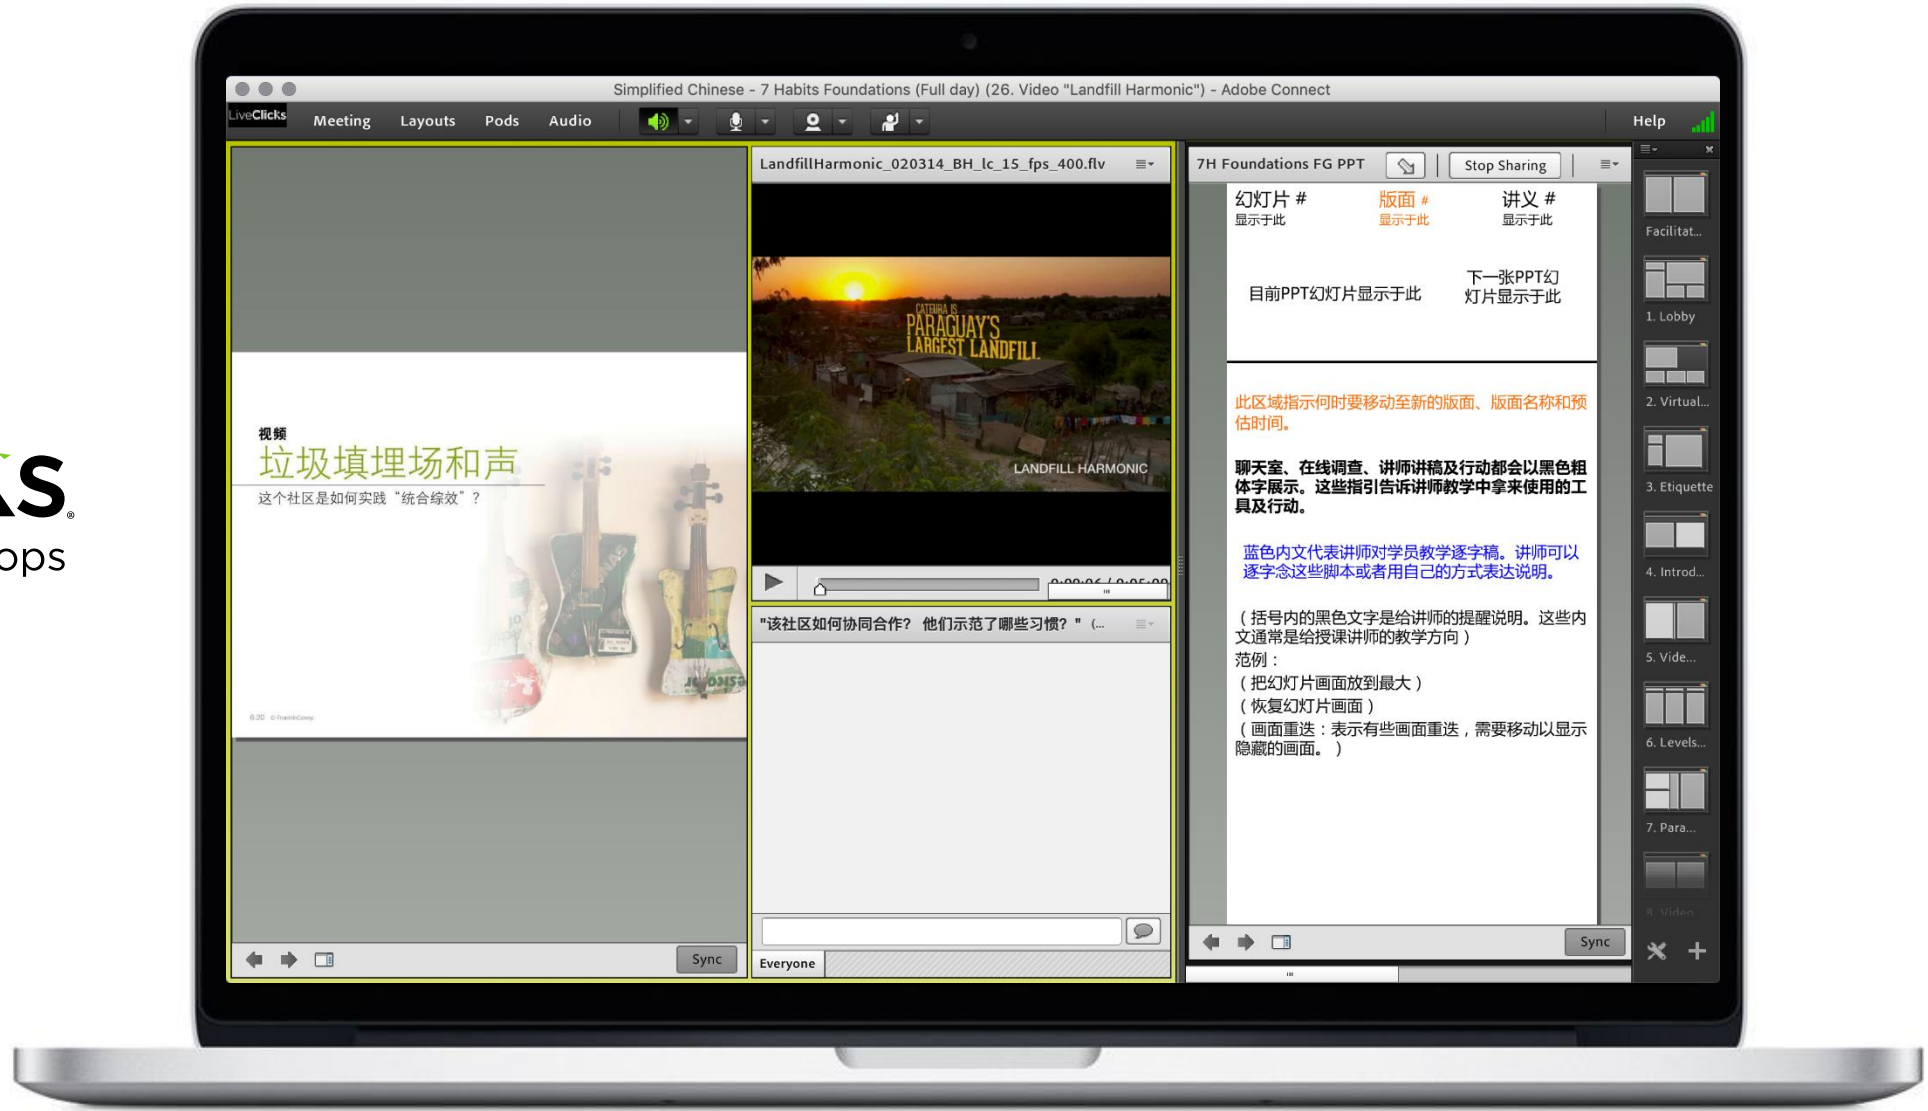 Simplified Chinese - 7 Habits Foundations (Full day) (26. Video "Landfill Harmonic") - Adobe Connect
LiveClicks
Meeting
Layouts
Pods
Audio
Help
视频
垃圾填埋场和声
这个社区是如何实践“统合综效”？
6.20 © FranklinCovey.
Sync
LandfillHarmonic_020314_BH_lc_15_fps_400.flv
CATEURA IS
PARAGUAY'S
LARGEST LANDFILL
LANDFILL HARMONIC
"该社区如何协同合作？ 他们示范了哪些习惯？" (...
Everyone
7H Foundations FG PPT
Stop Sharing
幻灯片 # 版面 # 讲义 #
显示于此 显示于此 显示于此
目前PPT幻灯片显示于此
下一张PPT幻
灯片显示于此
此区域指示何时要移动至新的版面、版面名称和预
估时间。
聊天室、在线调查、讲师讲稿及行动都会以黑色粗
体字展示。这些指引告诉讲师教学中拿来使用的工
具及行动。
蓝色内文代表讲师对学员教学逐字稿。讲师可以
逐字念这些脚本或者用自己的方式表达说明。
（括号内的黑色文字是给讲师的提醒说明。这些内
文通常是给授课讲师的教学方向）
范例：
（把幻灯片画面放到最大）
（恢复幻灯片画面）
（画面重迭：表示有些画面重迭，需要移动以显示
隐藏的画面。）
Sync
Facilitat...
1. Lobby
2. Virtual...
3. Etiquette
4. Introd...
5. Vide...
6. Levels...
7. Para...
8. Video
KS®
ops